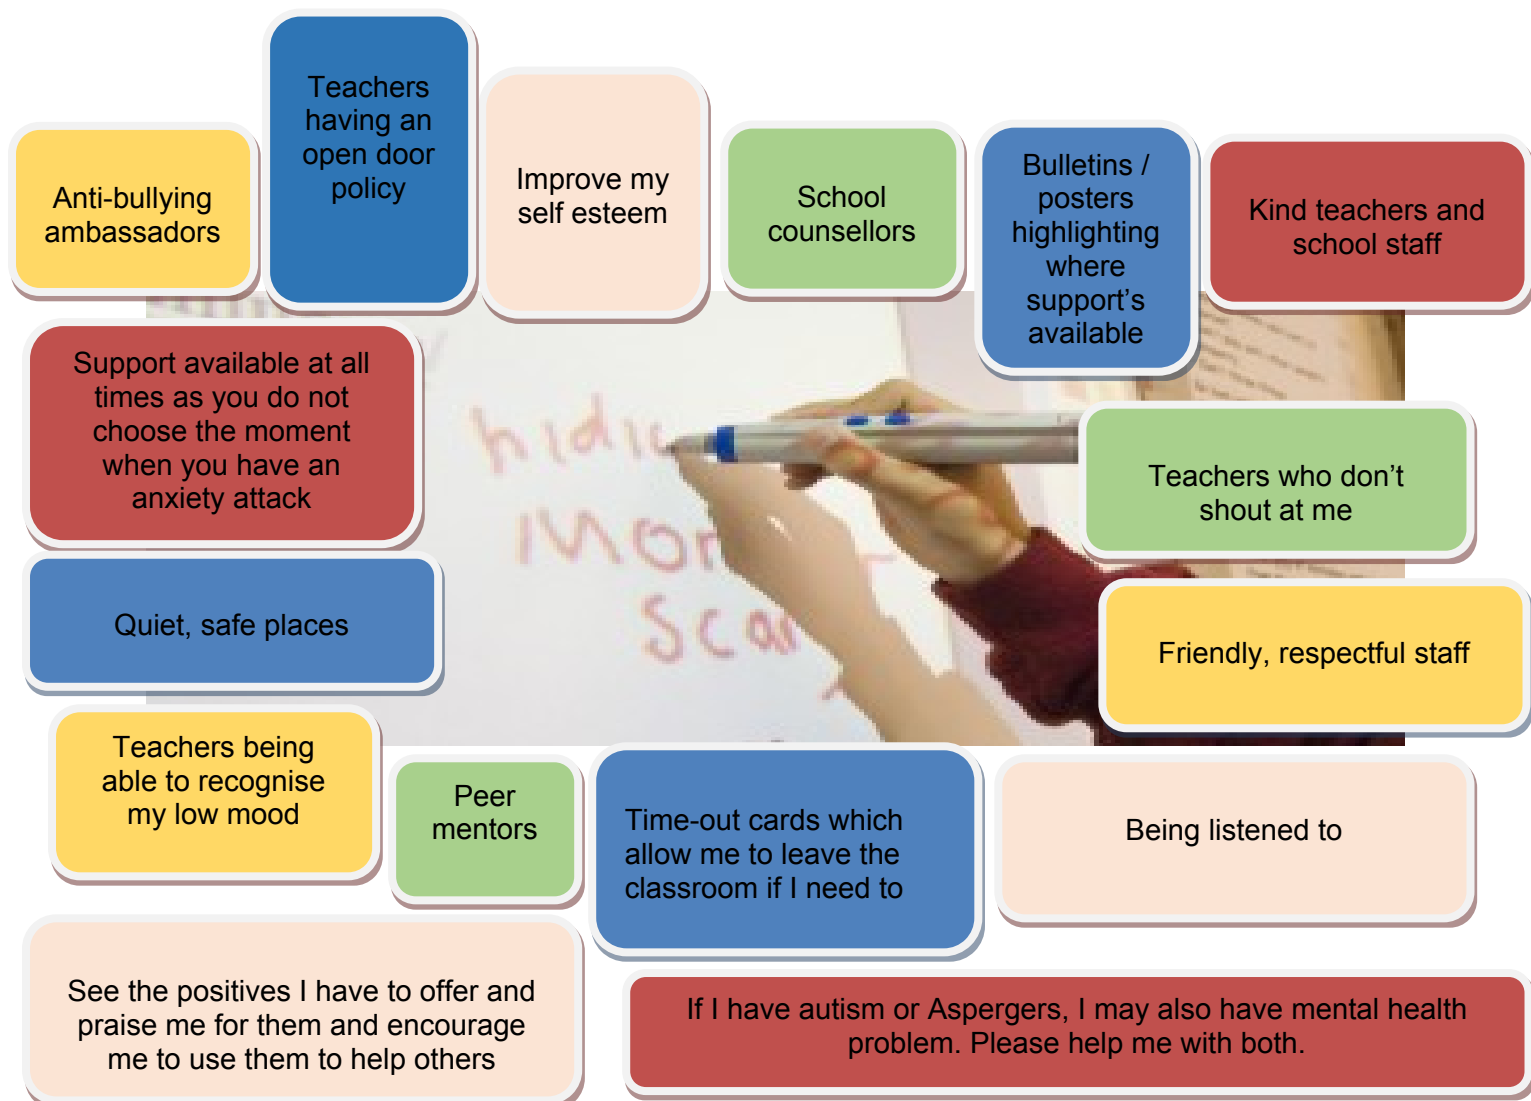 Anti-bullying
ambassadors
Teachers
having an
open door
policy
Improve my
self esteem
School
counsellors
Bulletins /
posters
highlighting
where
support's
available
Kind teachers and
school staff
Support available at all
times as you do not
choose the moment
when you have an
anxiety attack
Teachers who don't
shout at me
Quiet, safe places
Friendly, respectful staff
Teachers being
able to recognise
my low mood
Peer
mentors
Time-out cards which
allow me to leave the
classroom if I need to
Being listened to
See the positives I have to offer and
praise me for them and encourage
me to use them to help others
If I have autism or Aspergers, I may also have mental health
problem. Please help me with both.